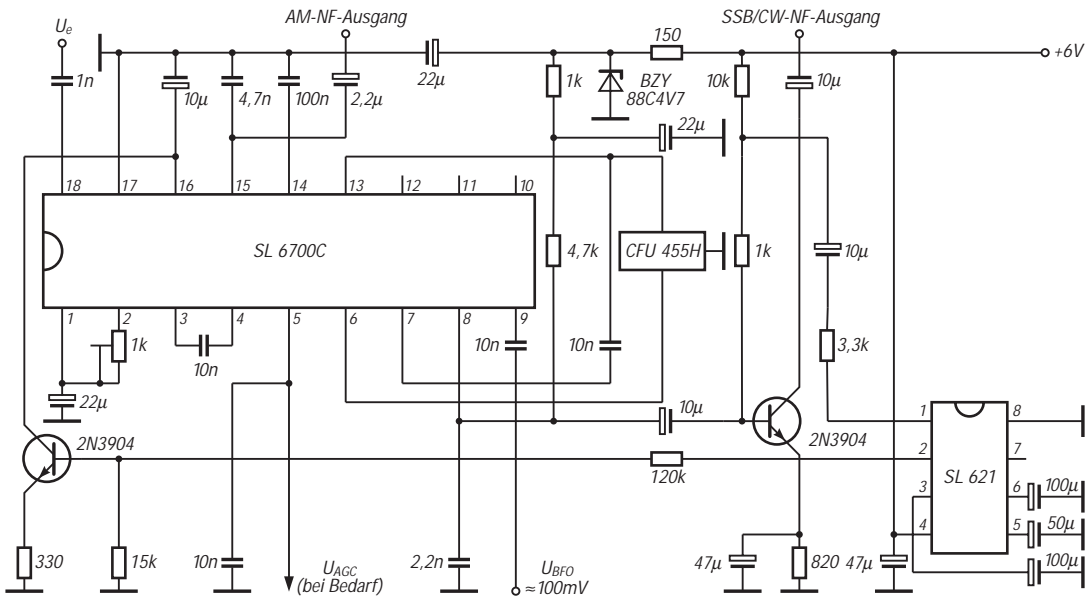 U_e
AM-NF-Ausgang
SSB/CW-NF-Ausgang
150
+6V
1n
10µ
4,7n
100n
2,2µ
22µ
1k
BZY
88C4V7
10k
10µ
22µ
18
17
16
15
14
13
12
11
10
SL 6700C
4,7k
CFU 455H
1k
10µ
1
2
3
4
5
6
7
8
9
1k
10n
10n
10n
3,3k
22µ
10µ
2N3904
2N3904
120k
1
2
3
4
SL 621
8
7
6
5
100µ
50µ
100µ
330
15k
10n
U_AGC
(bei Bedarf)
2,2n
U_BFO
≈100mV
47µ
820
47µ